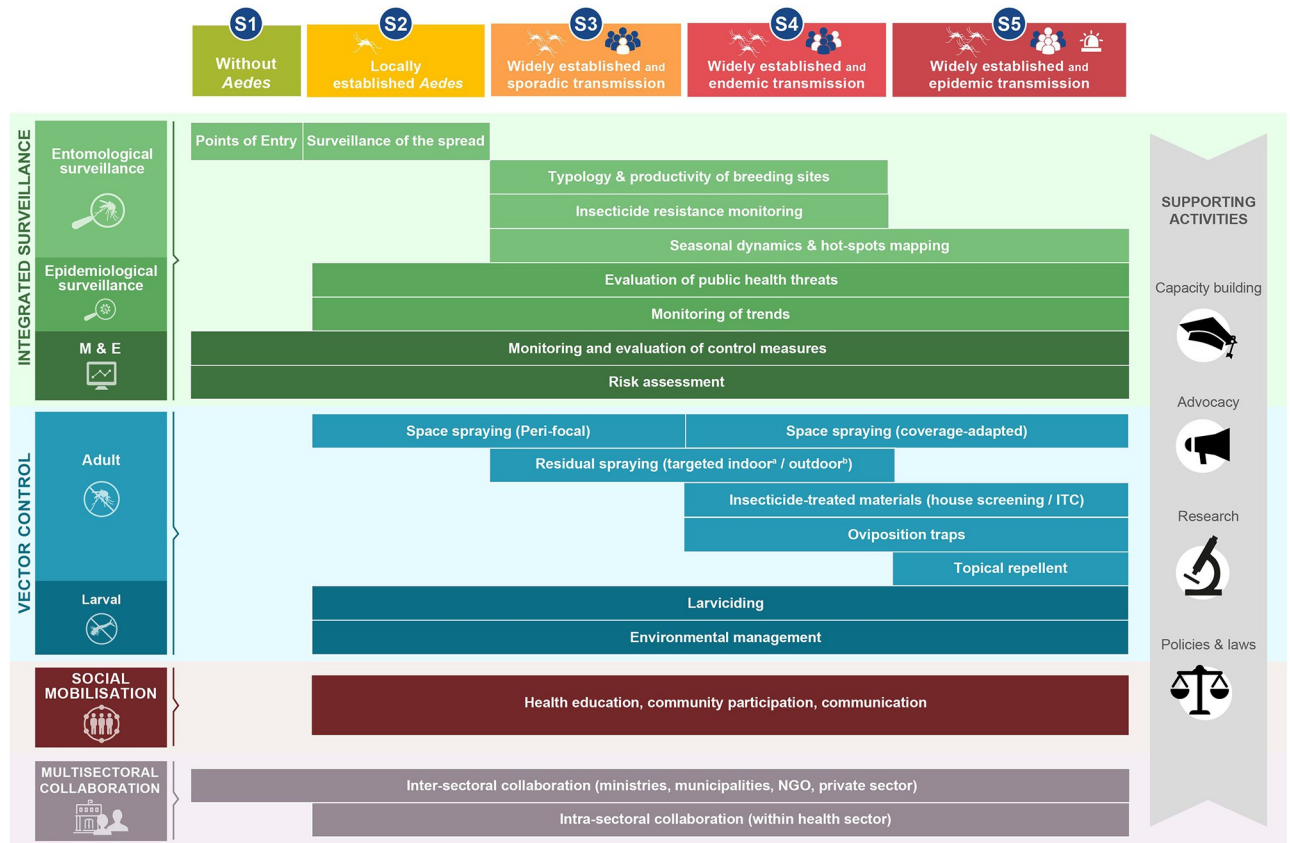 S1
S2
S3
S4
S5
Without
Aedes
Locally
established Aedes
Widely established and
sporadic transmission
Widely established and
endemic transmission
Widely established and
epidemic transmission
INTEGRATED SURVEILLANCE
Entomological
surveillance
Points of Entry
Surveillance of the spread
Typology & productivity of breeding sites
Insecticide resistance monitoring
Seasonal dynamics & hot-spots mapping
Epidemiological
surveillance
Evaluation of public health threats
Monitoring of trends
M & E
Monitoring and evaluation of control measures
Risk assessment
VECTOR CONTROL
Adult
Space spraying (Peri-focal)
Space spraying (coverage-adapted)
Residual spraying (targeted indoorᵃ / outdoorᵇ)
Insecticide-treated materials (house screening / ITC)
Oviposition traps
Topical repellent
Larval
Larviciding
Environmental management
SOCIAL
MOBILISATION
Health education, community participation, communication
MULTISECTORAL
COLLABORATION
Inter-sectoral collaboration (ministries, municipalities, NGO, private sector)
Intra-sectoral collaboration (within health sector)
SUPPORTING
ACTIVITIES
Capacity building
Advocacy
Research
Policies & laws